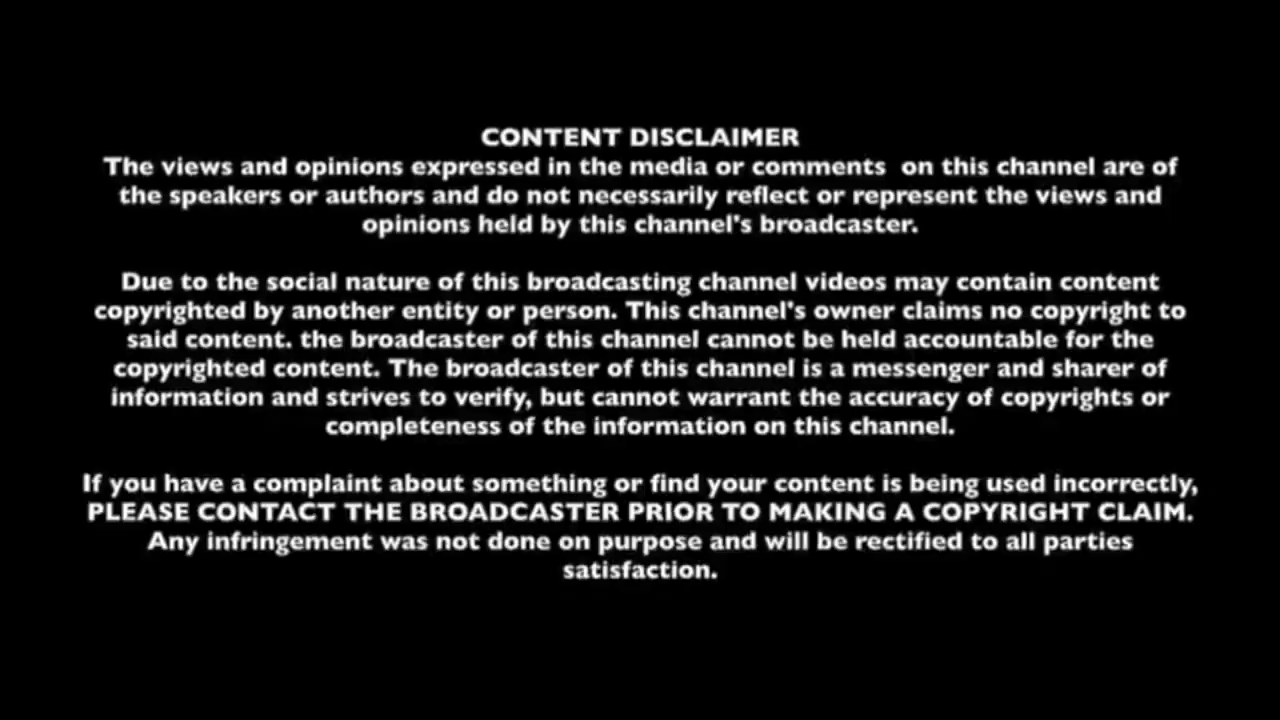 CONTENT DISCLAIMER
The views and opinions expressed in the media or comments  on this channel are of
the speakers or authors and do not necessarily reflect or represent the views and
opinions held by this channel's broadcaster.
Due to the social nature of this broadcasting channel videos may contain content
copyrighted by another entity or person. This channel's owner claims no copyright to
said content. the broadcaster of this channel cannot be held accountable for the
copyrighted content. The broadcaster of this channel is a messenger and sharer of
information and strives to verify, but cannot warrant the accuracy of copyrights or
completeness of the information on this channel.
If you have a complaint about something or find your content is being used incorrectly,
PLEASE CONTACT THE BROADCASTER PRIOR TO MAKING A COPYRIGHT CLAIM.
Any infringement was not done on purpose and will be rectified to all parties
satisfaction.